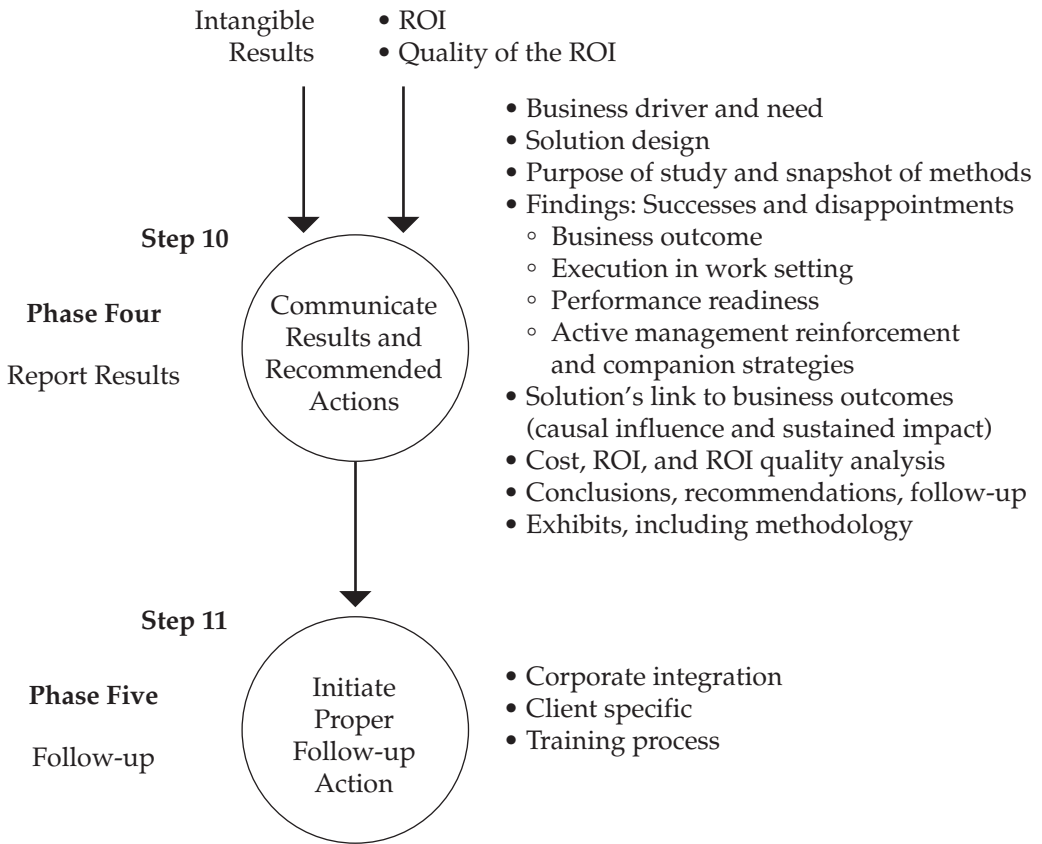 Intangible
Results
• ROI
• Quality of the ROI
Step 10
Phase Four
Report Results
Communicate
Results and
Recommended
Actions
• Business driver and need
• Solution design
• Purpose of study and snapshot of methods
• Findings: Successes and disappointments
◦ Business outcome
◦ Execution in work setting
◦ Performance readiness
◦ Active management reinforcement
and companion strategies
• Solution’s link to business outcomes
(causal influence and sustained impact)
• Cost, ROI, and ROI quality analysis
• Conclusions, recommendations, follow-up
• Exhibits, including methodology
Step 11
Phase Five
Follow-up
Initiate
Proper
Follow-up
Action
• Corporate integration
• Client specific
• Training process